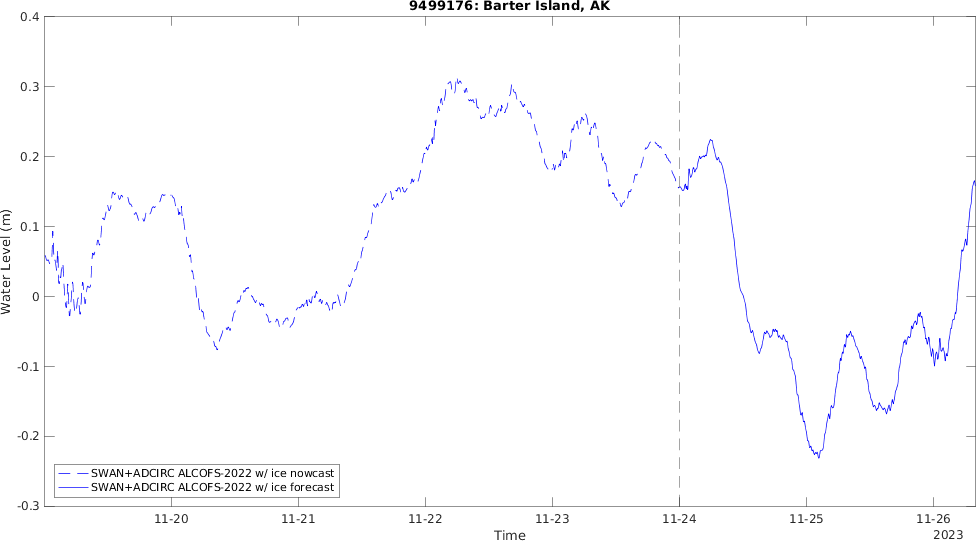 9499176: Barter Island, AK
0.4
0.3
0.2
0.1
0
-0.1
-0.2
-0.3
Water Level (m)
SWAN+ADCIRC ALCOFS-2022 w/ ice nowcast
SWAN+ADCIRC ALCOFS-2022 w/ ice forecast
11-20 11-21 11-22 11-23 11-24 11-25 11-26
Time
2023